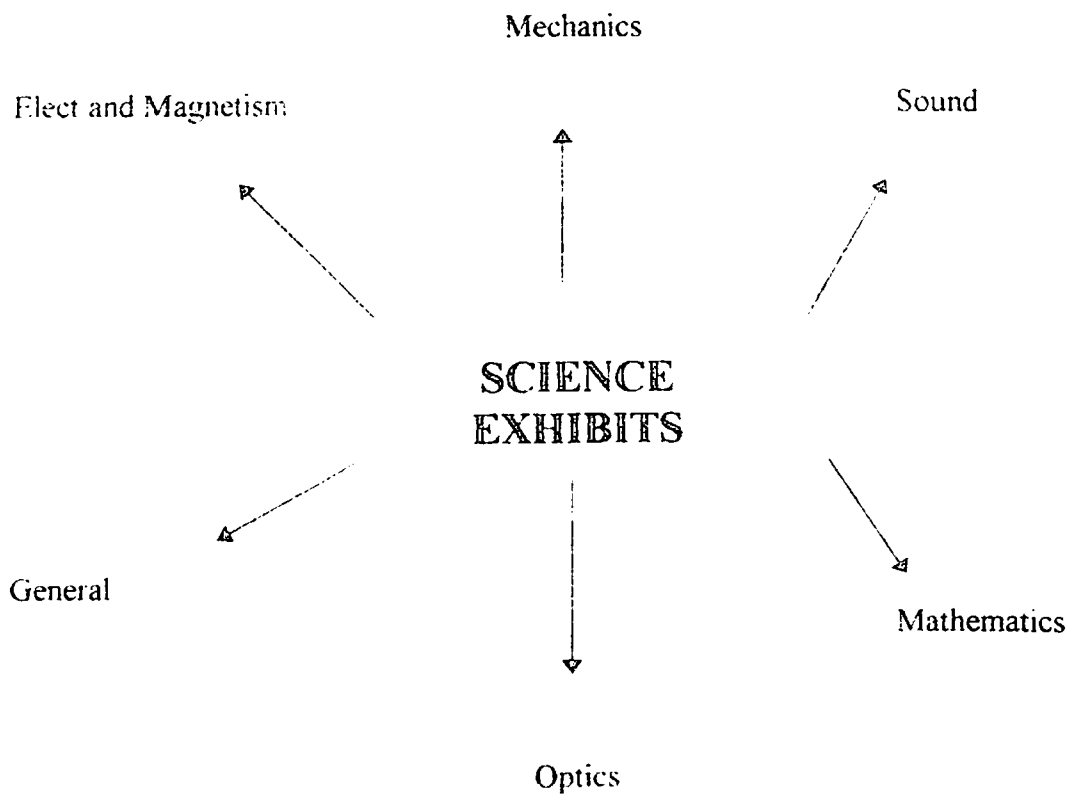 Mechanics
Elect and Magnetism
Sound
SCIENCE
EXHIBITS
General
Mathematics
Optics